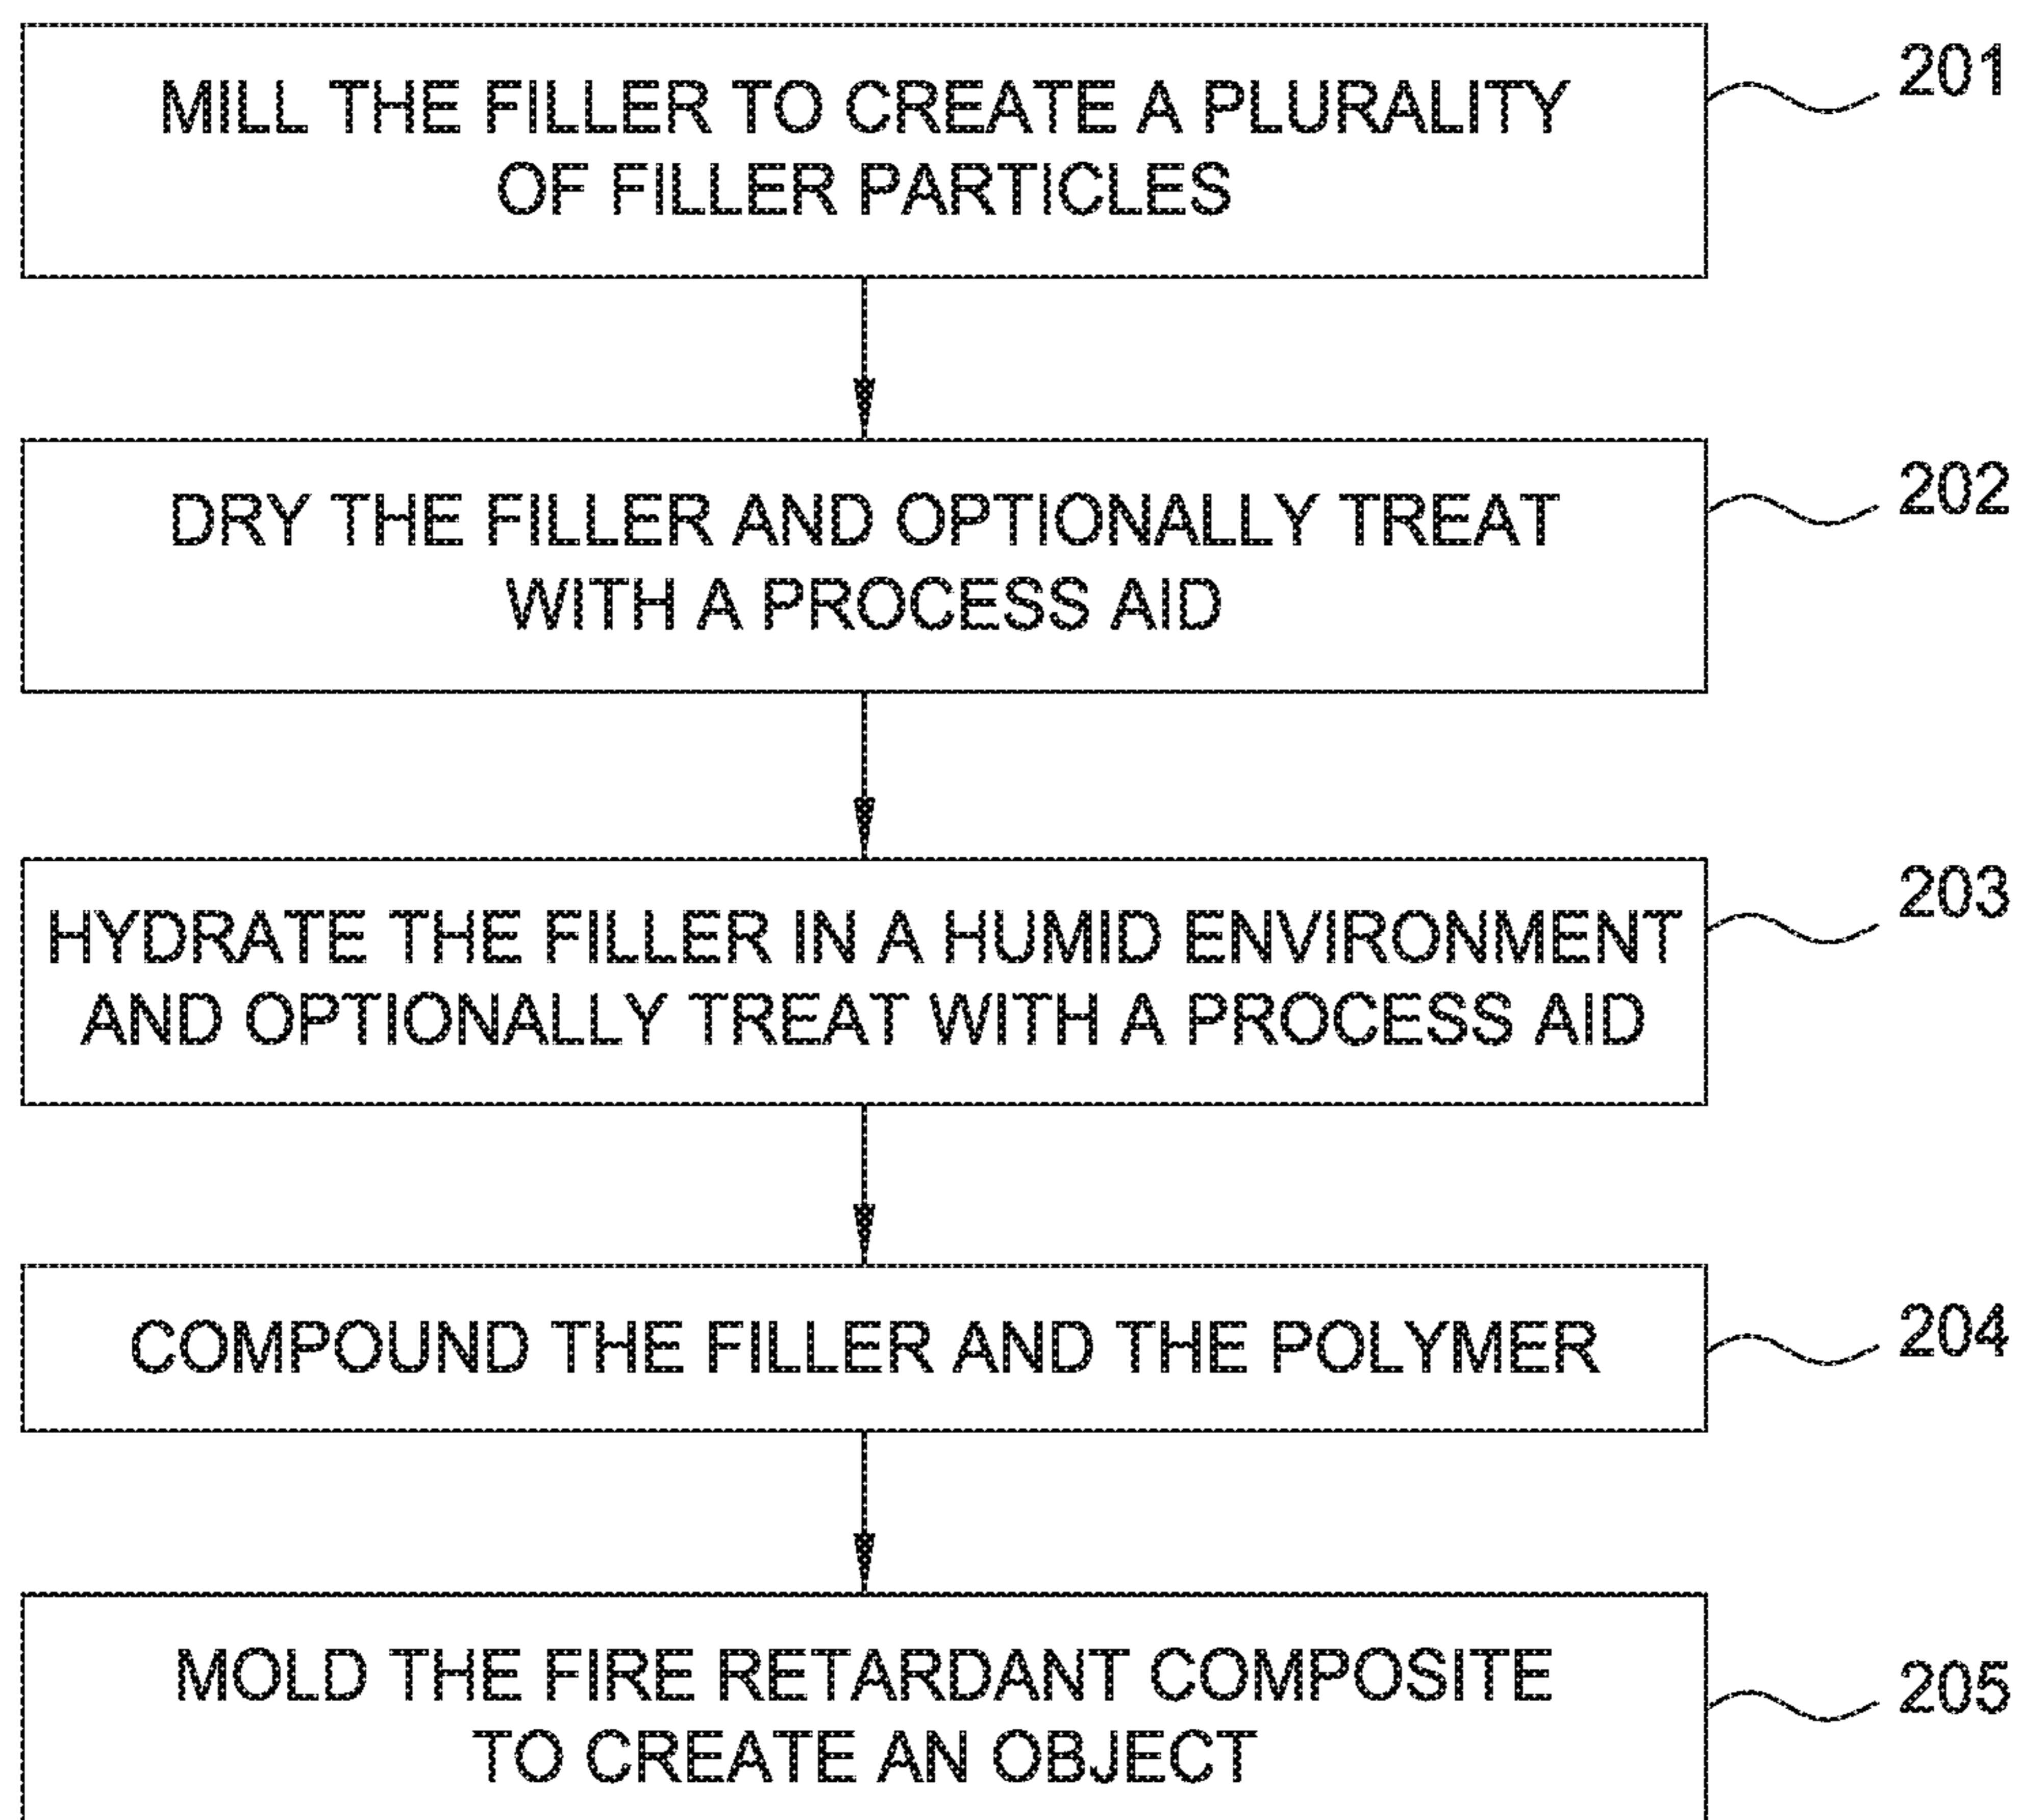 MILL THE FILLER TO CREATE A PLURALITY
OF FILLER PARTICLES
201
DRY THE FILLER AND OPTIONALLY TREAT
WITH A PROCESS AID
202
HYDRATE THE FILLER IN A HUMID ENVIRONMENT
AND OPTIONALLY TREAT WITH A PROCESS AID
203
COMPOUND THE FILLER AND THE POLYMER
204
MOLD THE FIRE RETARDANT COMPOSITE
TO CREATE AN OBJECT
205